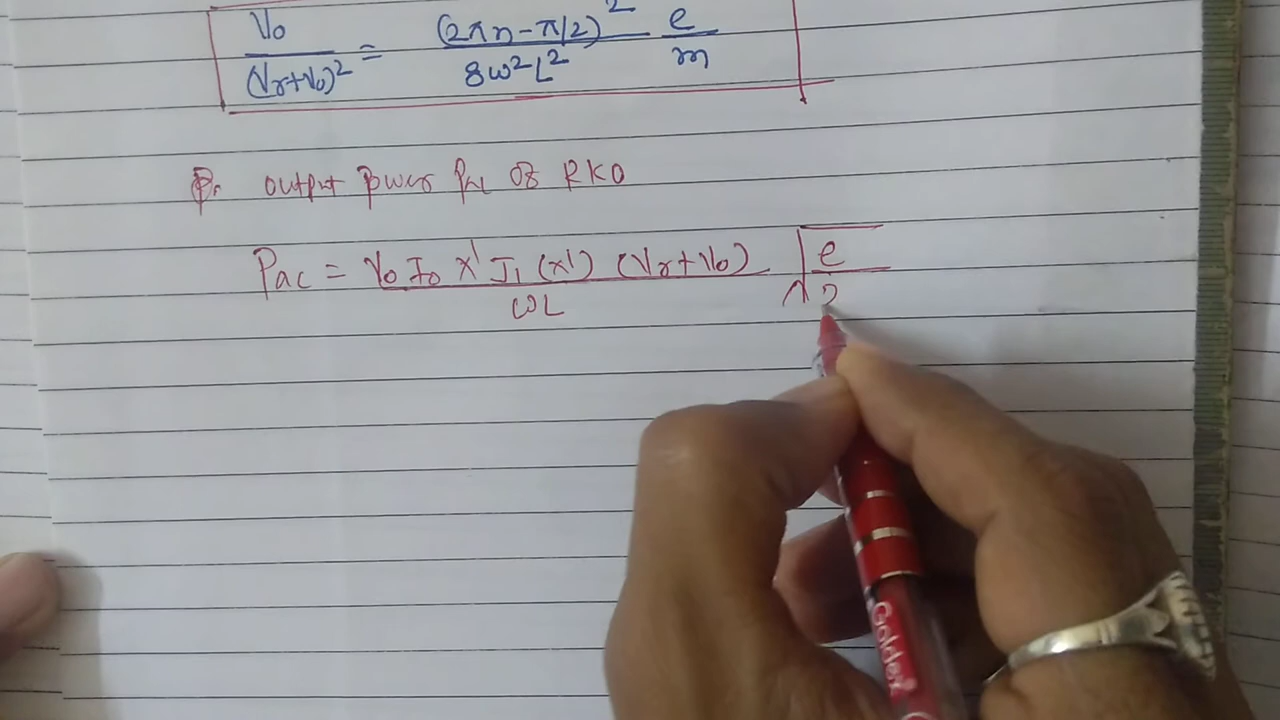 V₀/(Vr+V₀)² = (2πn-π/2)²/8ω²L² e/m
output power Pac of RKO
Pac = V₀ I₀ X' J₁ (X') (Vr+V₀)/ωL √e/2
Goldex